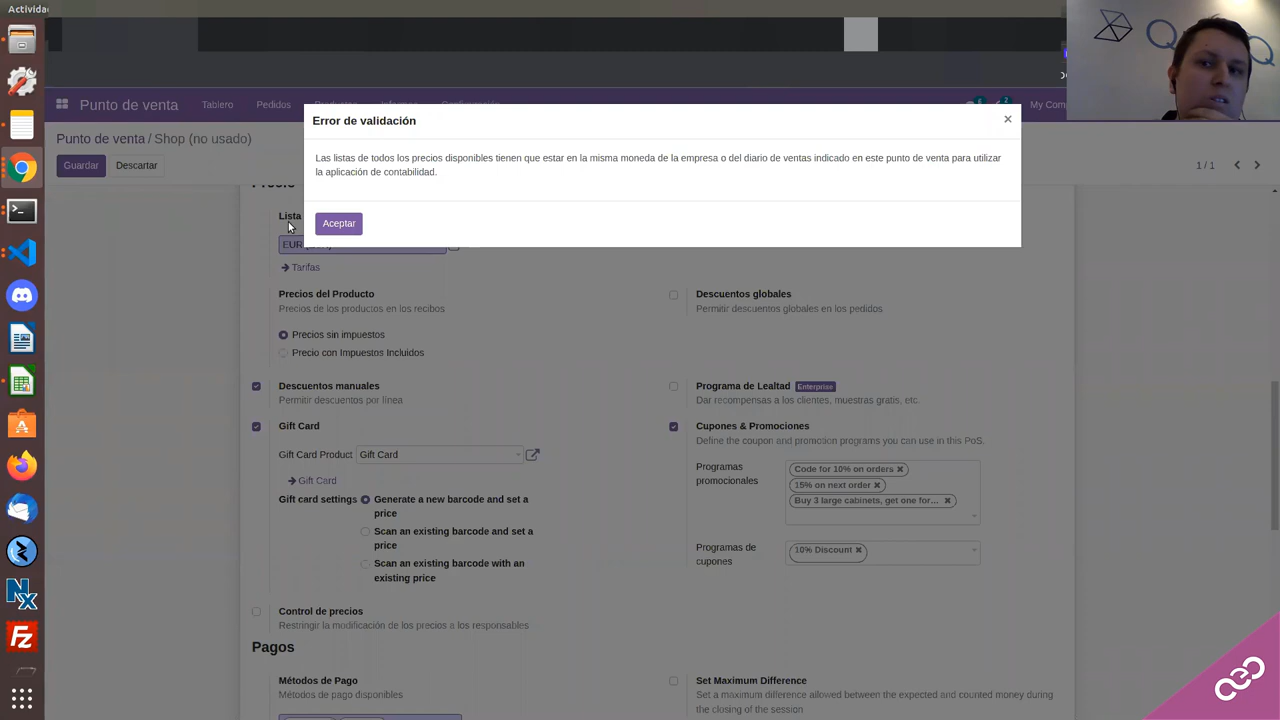 Activida
Punto de venta
Tablero
Pedidos
My Comp
Punto de venta / Shop (no usado)
Guardar
Descartar
1 / 1
Error de validación
×
Las listas de todos los precios disponibles tienen que estar en la misma moneda de la empresa o del diario de ventas indicado en este punto de venta para utilizar
la aplicación de contabilidad.
Aceptar
Lista
Tarifas
Precios del Producto
Precios de los productos en los recibos
Precios sin impuestos
Precio con Impuestos Incluidos
Descuentos globales
Permitir descuentos globales en los pedidos
Descuentos manuales
Permitir descuentos por línea
Programa de Lealtad Enterprise
Dar recompensas a los clientes, muestras gratis, etc.
Gift Card
Gift Card Product
Gift Card
Gift Card
Gift card settings
Generate a new barcode and set a
price
Scan an existing barcode and set a
price
Scan an existing barcode with an
existing price
Cupones & Promociones
Define the coupon and promotion programs you can use in this PoS.
Programas
promocionales
Code for 10% on orders
15% on next order
Buy 3 large cabinets, get one for...
Programas de
cupones
10% Discount
Control de precios
Restringir la modificación de los precios a los responsables
Pagos
Métodos de Pago
Métodos de pago disponibles
Set Maximum Difference
Set a maximum difference allowed between the expected and counted money during
the closing of the session